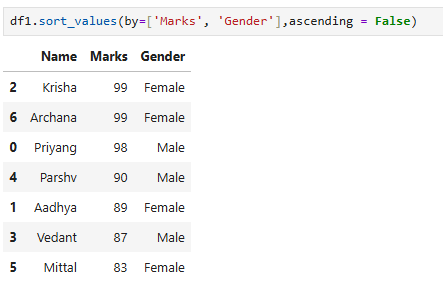 df1.sort_values(by=['Marks', 'Gender'],ascending = False)
Name Marks Gender
2 Krisha 99 Female
6 Archana 99 Female
0 Priyang 98 Male
4 Parshv 90 Male
1 Aadhya 89 Female
3 Vedant 87 Male
5 Mittal 83 Female